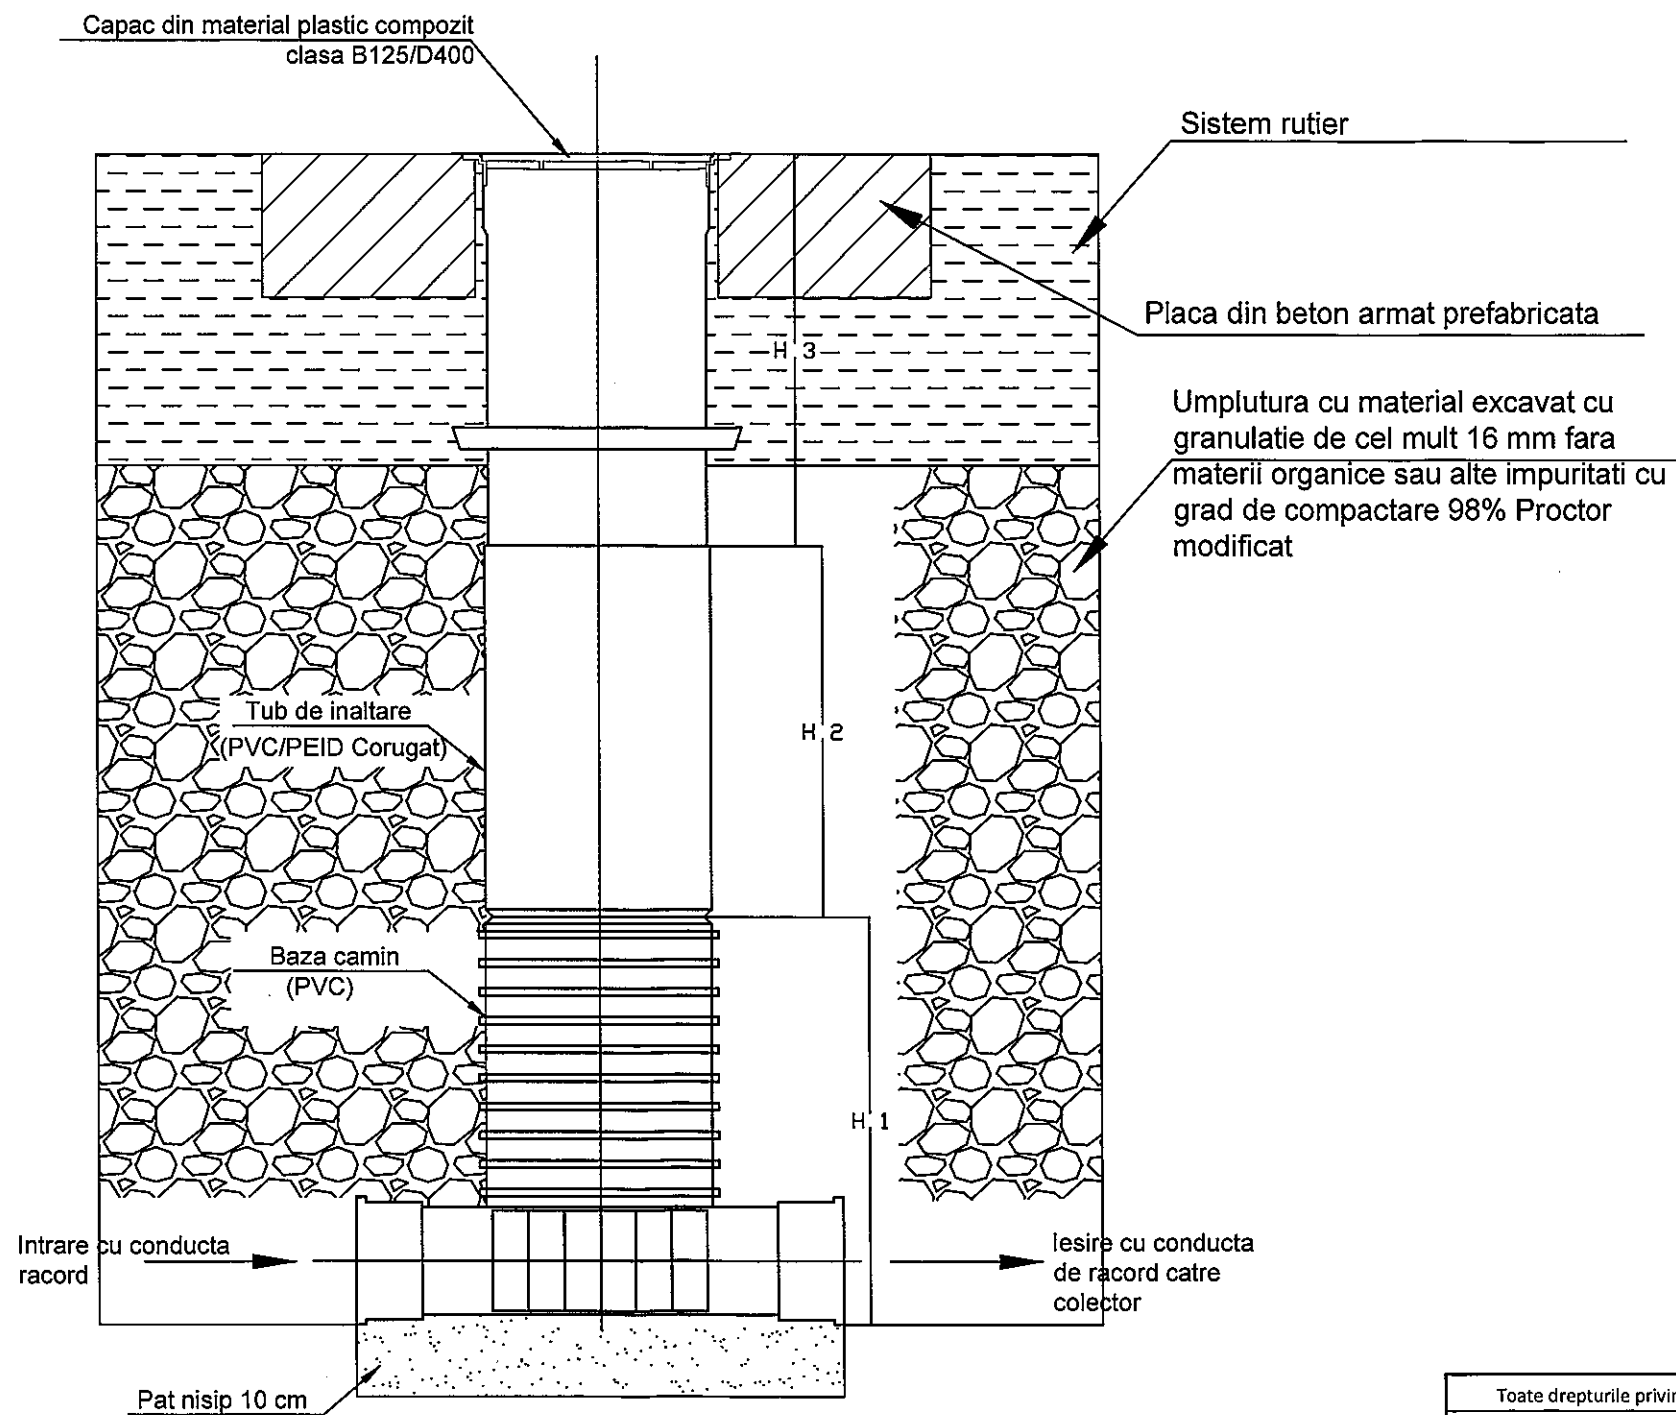 Capac din material plastic compozit
clasa B125/D400
Sistem rutier
Placa din beton armat prefabricata
H 3
Umplutura cu material excavat cu
granulatie de cel mult 16 mm fara
materii organice sau alte impuritati cu
grad de compactare 98% Proctor
modificat
Tub de inaltare
(PVC/PEID Corugat)
H 2
Baza camin
(PVC)
H 1
Intrare cu conducta
racord
Iesire cu conducta
de racord catre
colector
Pat nisip 10 cm
Toate drepturile